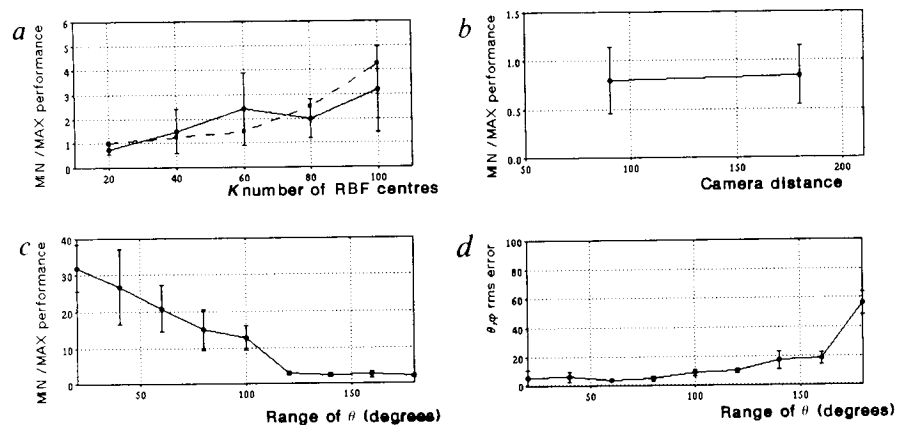 a
MIN /MAX performance
6
5
4
3
2
1
0
20 40 60 80 100
K number of RBF centres
b
MIN /MAX performance
1.5
1.0
0.5
0.0
50 100 150 200
Camera distance
c
MIN /MAX performance
40
30
20
10
0
50 100 150
Range of θ (degrees)
d
θ,φ rms error
100
80
60
40
20
0
50 100 150
Range of θ (degrees)